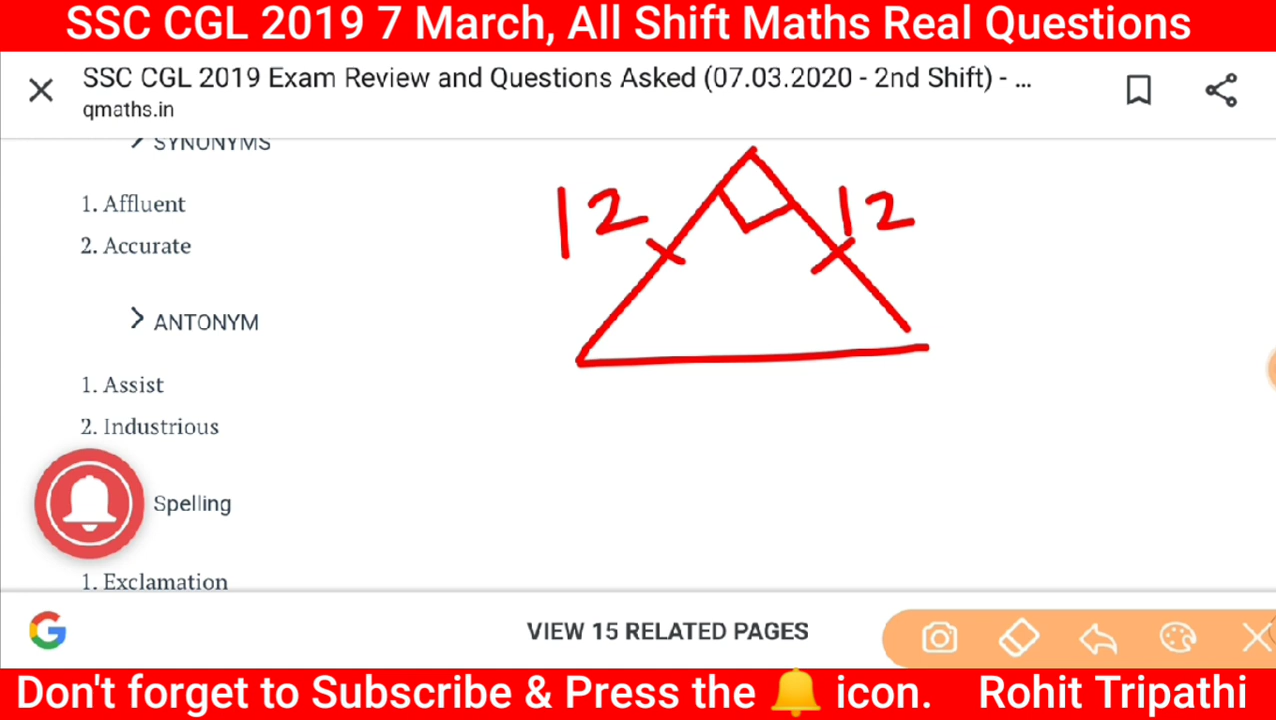 SSC CGL 2019 7 March, All Shift Maths Real Questions
SSC CGL 2019 Exam Review and Questions Asked (07.03.2020 - 2nd Shift) - ...
qmaths.in
SYNONYMS
1. Affluent
2. Accurate
ANTONYM
1. Assist
2. Industrious
Spelling
1. Exclamation
12
12
VIEW 15 RELATED PAGES
Don't forget to Subscribe & Press the 🔔 icon. Rohit Tripathi